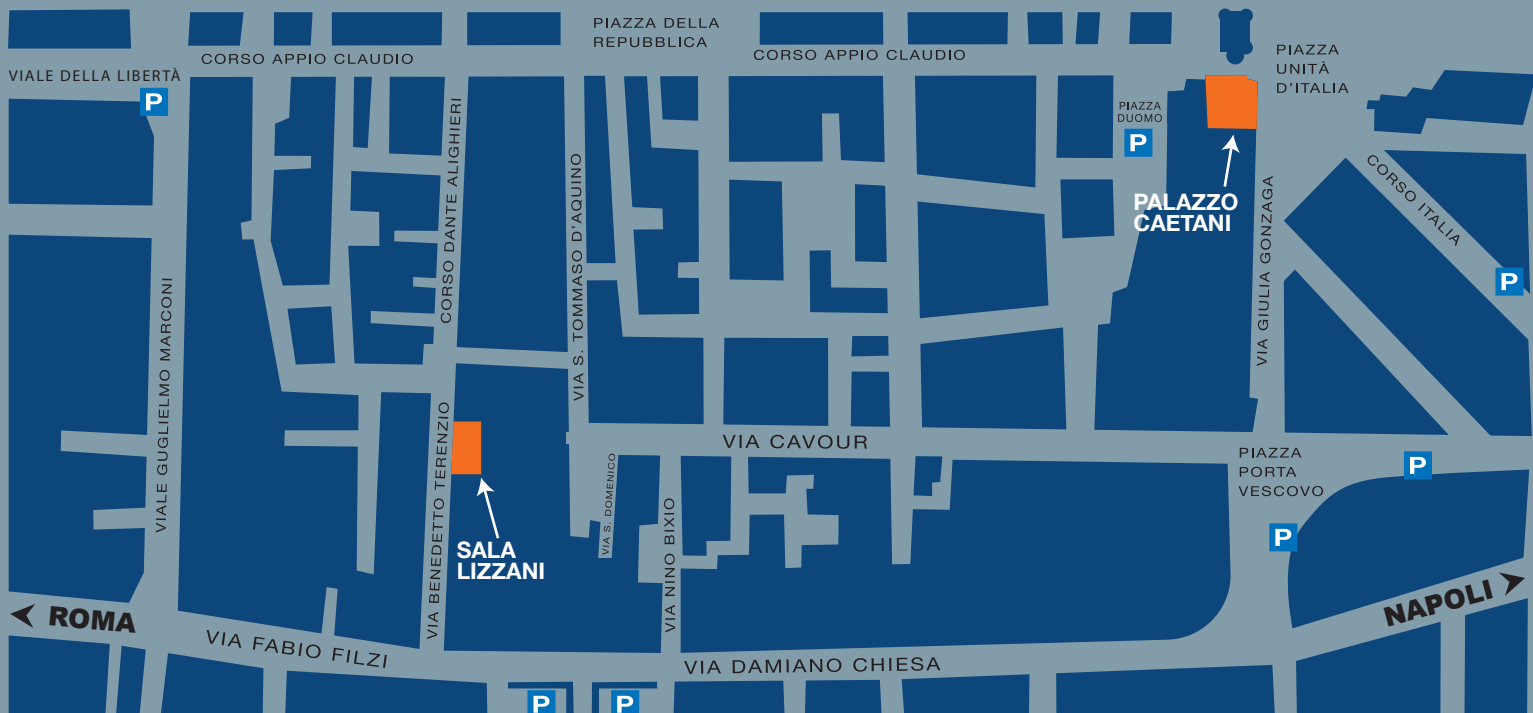 PIAZZA DELLA
REPUBBLICA
CORSO APPIO CLAUDIO
CORSO APPIO CLAUDIO
PIAZZA
UNITÀ
D'ITALIA
VIALE DELLA LIBERTÀ
P
PIAZZA
DUOMO
P
CORSO DANTE ALIGHIERI
VIA S. TOMMASO D'AQUINO
PALAZZO
CAETANI
VIA GIULIA GONZAGA
CORSO ITALIA
P
VIALE GUGLIELMO MARCONI
VIA CAVOUR
VIA BENEDETTO TERENZIO
SALA
LIZZANI
VIA S. DOMENICO
VIA NINO BIXIO
PIAZZA
PORTA
VESCOVO
P
P
ROMA
NAPOLI
VIA FABIO FILZI
VIA DAMIANO CHIESA
P
P